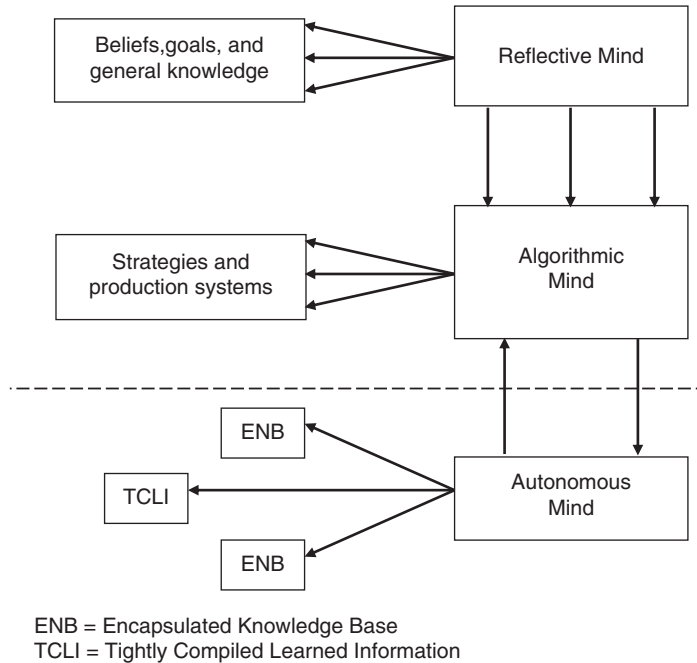 Beliefs,goals, and
general knowledge
Reflective Mind
Strategies and
production systems
Algorithmic
Mind
ENB
TCLI
ENB
Autonomous
Mind
ENB = Encapsulated Knowledge Base
TCLI = Tightly Compiled Learned Information